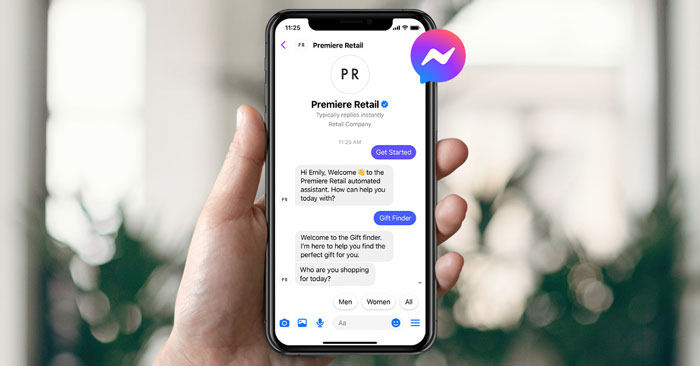 11:25
PR Premiere Retail
PR
Premiere Retail
Typically replies instantly
Retail Company
11:25 AM
Get Started
Hi Emily, Welcome 👋 to the
Premiere Retail automated
assistant. How can help you
today with?
PR
Gift Finder
Welcome to the Gift finder.
I'm here to help you find the
perfect gift for you.
Who are you shopping
for today?
PR
Men Women All
Aa